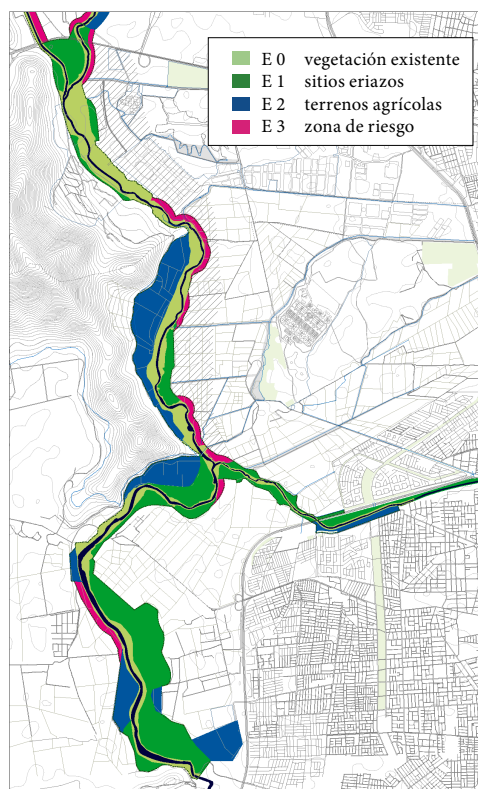 E 0 vegetación existente
E 1 sitios eriazos
E 2 terrenos agrícolas
E 3 zona de riesgo